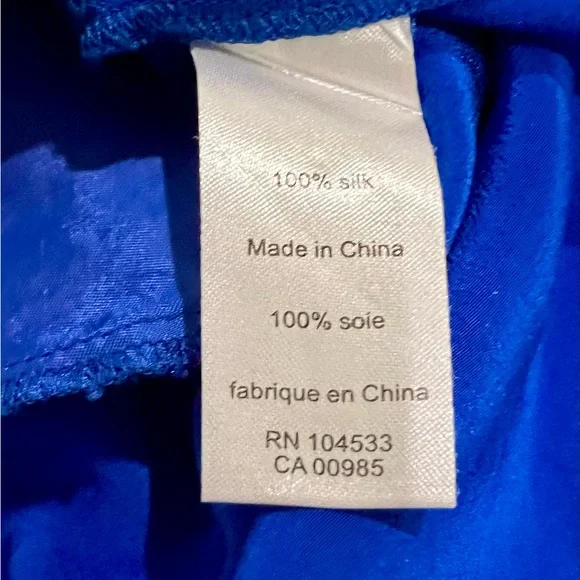 100% silk
Made in China
100% soie
fabrique en China
RN 104533
CA 00985